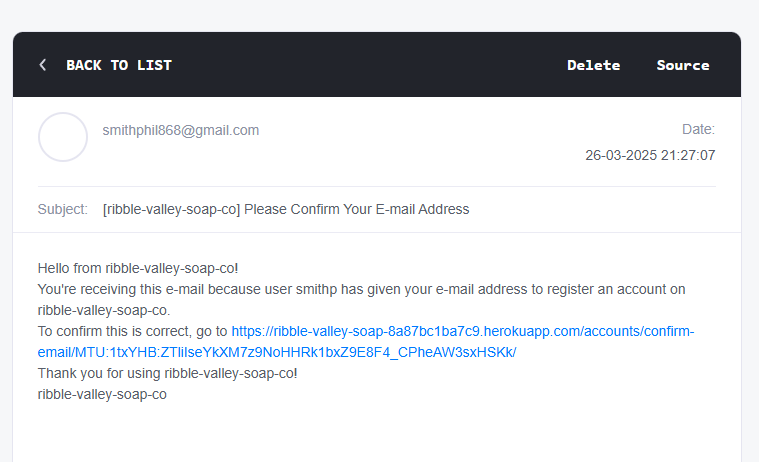 BACK TO LIST
Delete
Source
smithphil868@gmail.com
Date:
26-03-2025 21:27:07
Subject: [ribble-valley-soap-co] Please Confirm Your E-mail Address
Hello from ribble-valley-soap-co!
You're receiving this e-mail because user smithp has given your e-mail address to register an account on
ribble-valley-soap-co.
To confirm this is correct, go to https://ribble-valley-soap-8a87bc1ba7c9.herokuapp.com/accounts/confirm-
email/MTU:1txYHB:ZTIiIseYkXM7z9NoHHRk1bxZ9E8F4_CPheAW3sxHSKk/
Thank you for using ribble-valley-soap-co!
ribble-valley-soap-co